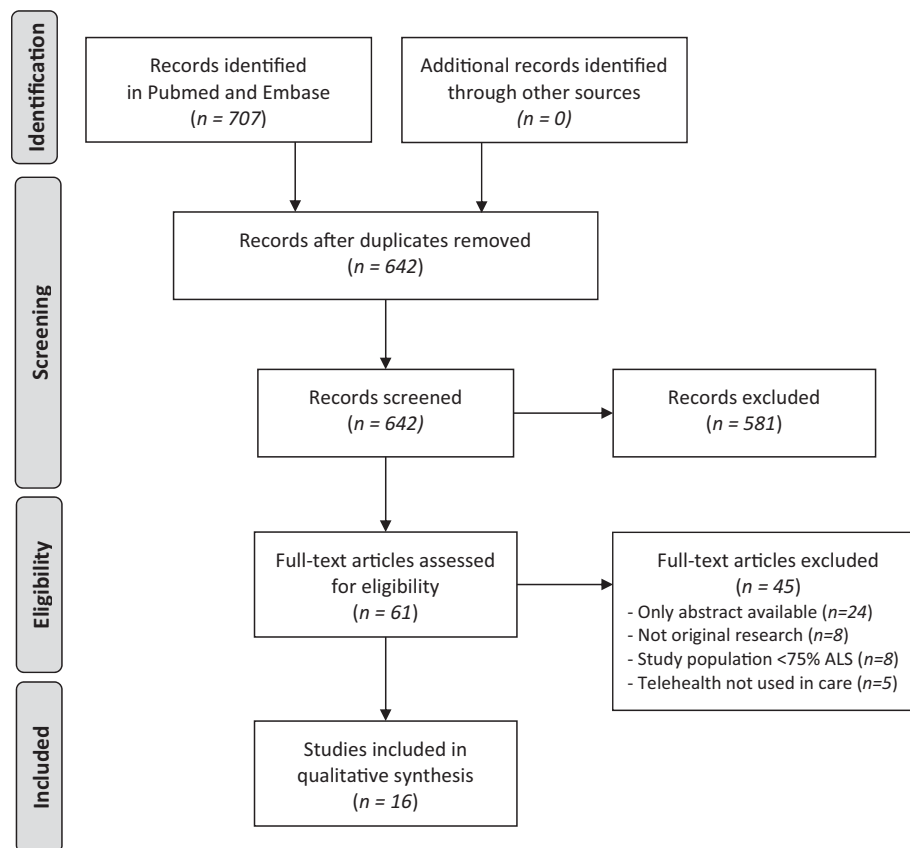 Identification
Records identified
in Pubmed and Embase
(n = 707)
Additional records identified
through other sources
(n = 0)
Screening
Records after duplicates removed
(n = 642)
Records screened
(n = 642)
Records excluded
(n = 581)
Eligibility
Full-text articles assessed
for eligibility
(n = 61)
Full-text articles excluded
(n = 45)
- Only abstract available (n=24)
- Not original research (n=8)
- Study population <75% ALS (n=8)
- Telehealth not used in care (n=5)
Included
Studies included in
qualitative synthesis
(n = 16)